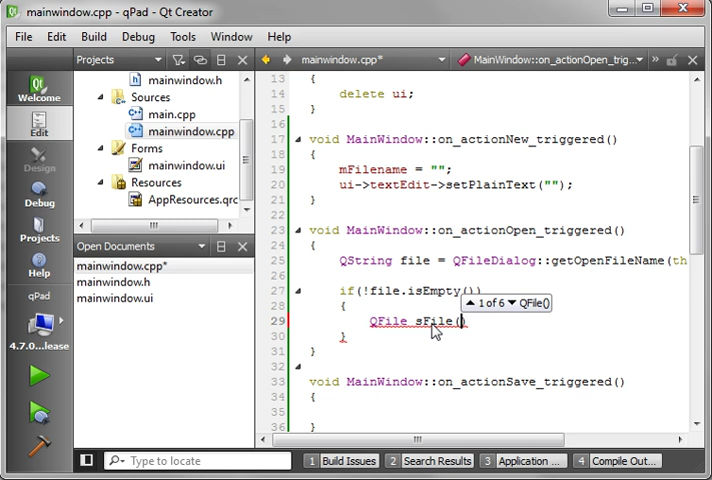 mainwindow.cpp - qPad - Qt Creator
File Edit Build Debug Tools Window Help
Projects
mainwindow.cpp*
MainWindow::on_actionOpen_trig...
Welcome
Edit
Design
Debug
Projects
Help
qPad
4.7.0...lease
mainwindow.h
Sources
main.cpp
mainwindow.cpp
Forms
mainwindow.ui
Resources
AppResources.qrc
Open Documents
mainwindow.cpp*
mainwindow.h
mainwindow.ui
13 {
14 delete ui;
15 }
16
17 void MainWindow::on_actionNew_triggered()
18 {
19 mFilename = "";
20 ui->textEdit->setPlainText("");
21 }
22
23 void MainWindow::on_actionOpen_triggered()
24 {
25 QString file = QFileDialog::getOpenFileName(th
26
27 if(!file.isEmpty())
28 {
1 of 6 QFile()
29 QFile sFile()
30 }
31 }
32
33 void MainWindow::on_actionSave_triggered()
34 {
35
36 }
Type to locate
1 Build Issues
2 Search Results
3 Application ...
4 Compile Out...